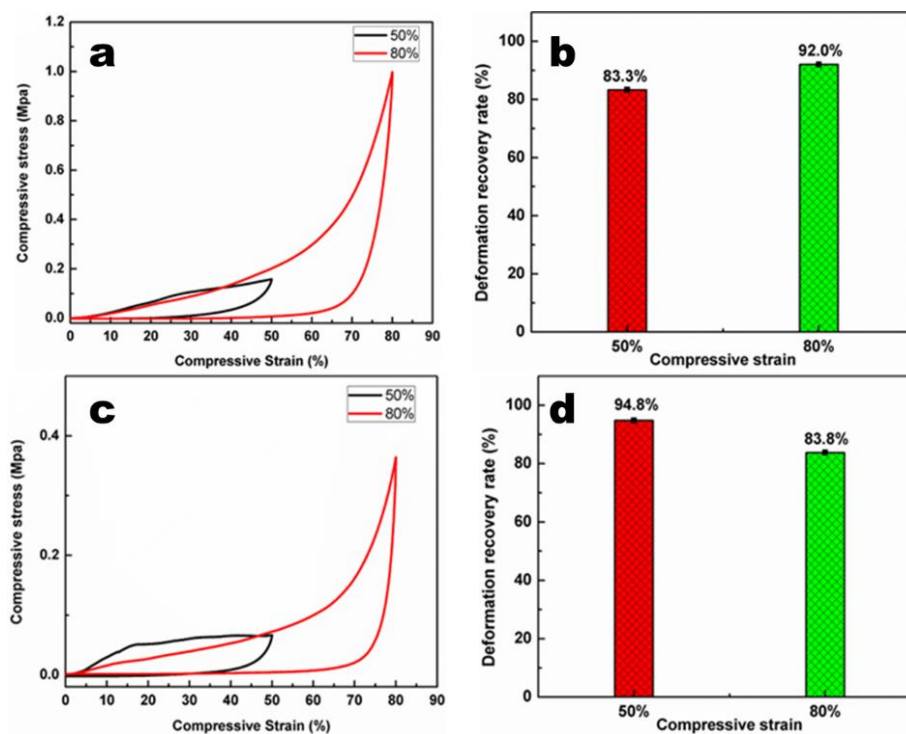 a
50%
80%
1.2
1.0
0.8
0.6
0.4
0.2
0.0
0 10 20 30 40 50 60 70 80 90
Compressive stress (Mpa)
Compressive Strain (%)
b
83.3%
92.0%
100
80
60
40
20
0
50% 80%
Deformation recovery rate (%)
Compressive strain
c
50%
80%
0.4
0.2
0.0
0 10 20 30 40 50 60 70 80 90
Compressive stress (Mpa)
Compressive Strain (%)
d
94.8%
83.8%
100
80
60
40
20
0
50% 80%
Deformation recovery rate (%)
Compressive strain